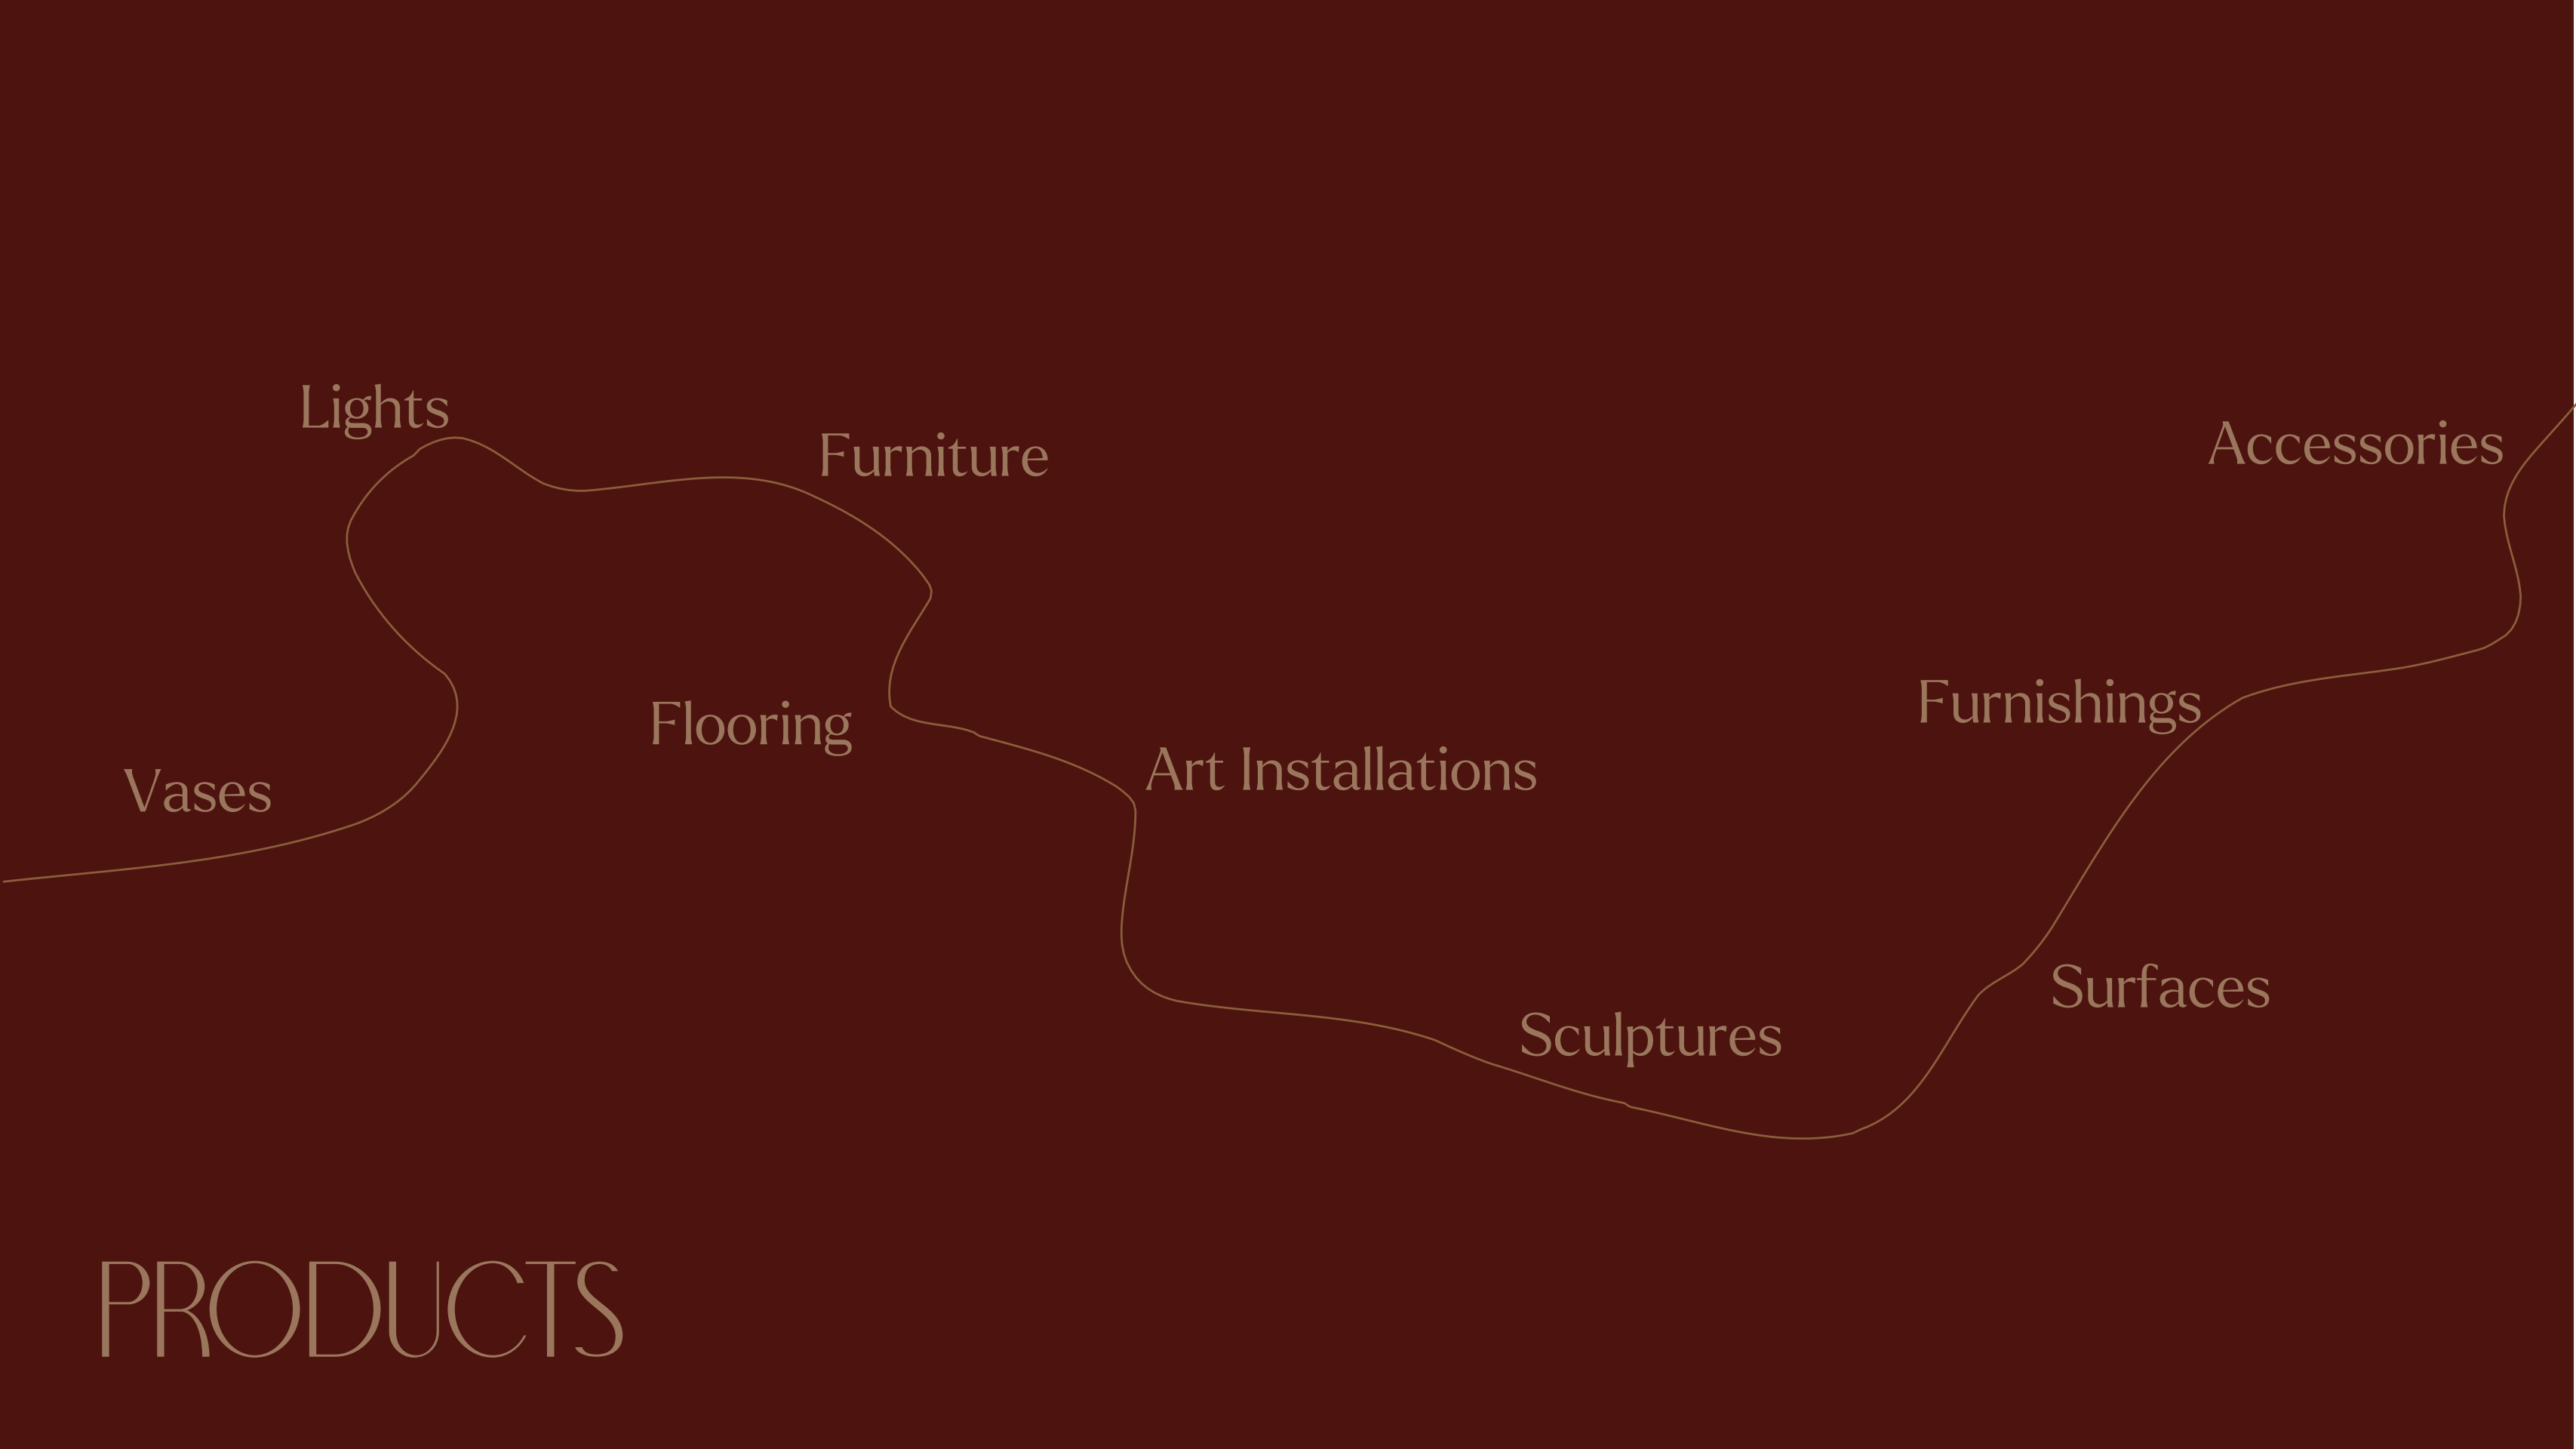 Lights
Furniture
Accessories
Flooring
Furnishings
Vases
Art Installations
Surfaces
Sculptures
PRODUCTS